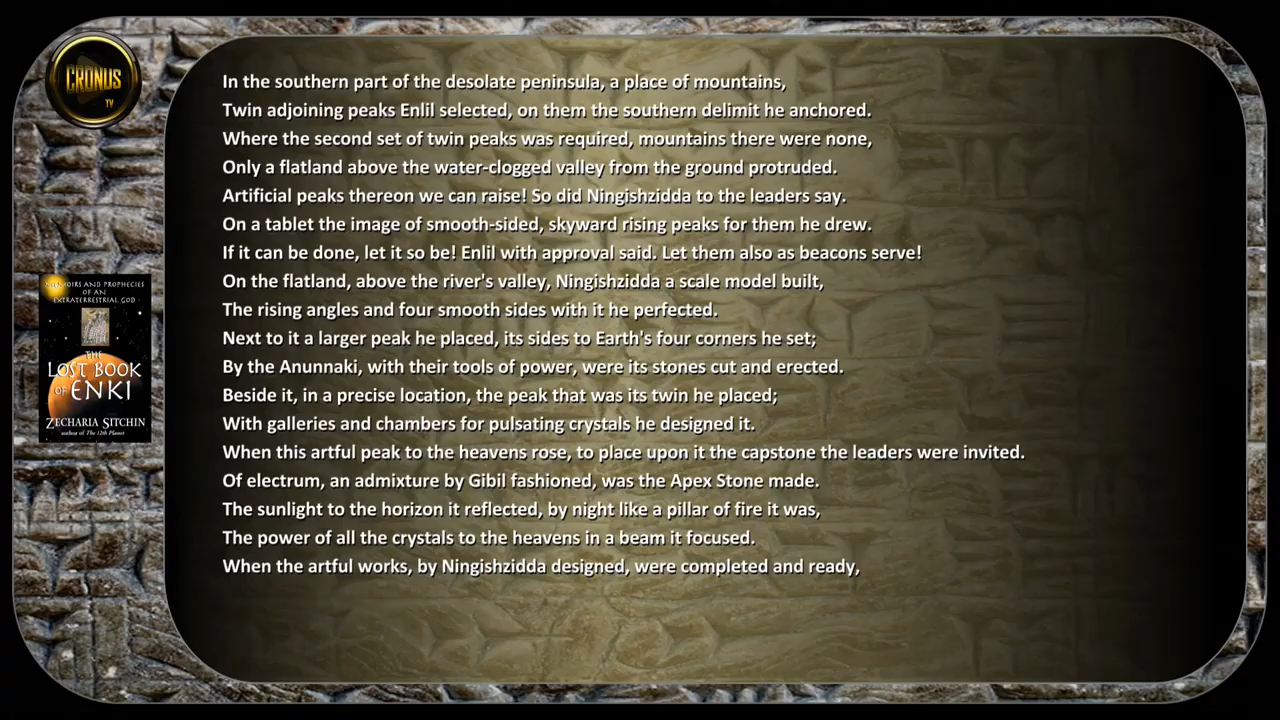 CRONUS
TV
In the southern part of the desolate peninsula, a place of mountains,
Twin adjoining peaks Enlil selected, on them the southern delimit he anchored.
Where the second set of twin peaks was required, mountains there were none,
Only a flatland above the water-clogged valley from the ground protruded.
Artificial peaks thereon we can raise! So did Ningishzidda to the leaders say.
On a tablet the image of smooth-sided, skyward rising peaks for them he drew.
If it can be done, let it so be! Enlil with approval said. Let them also as beacons serve!
On the flatland, above the river's valley, Ningishzidda a scale model built,
The rising angles and four smooth sides with it he perfected.
Next to it a larger peak he placed, its sides to Earth's four corners he set;
By the Anunnaki, with their tools of power, were its stones cut and erected.
Beside it, in a precise location, the peak that was its twin he placed;
With galleries and chambers for pulsating crystals he designed it.
When this artful peak to the heavens rose, to place upon it the capstone the leaders were invited.
Of electrum, an admixture by Gibil fashioned, was the Apex Stone made.
The sunlight to the horizon it reflected, by night like a pillar of fire it was,
The power of all the crystals to the heavens in a beam it focused.
When the artful works, by Ningishzidda designed, were completed and ready,
MEMOIRS AND PROPHECIES
OF AN
EXTRATERRESTRIAL GOD
THE
LOST BOOK
OF ENKI
ZECHARIA SITCHIN
author of The 12th Planet